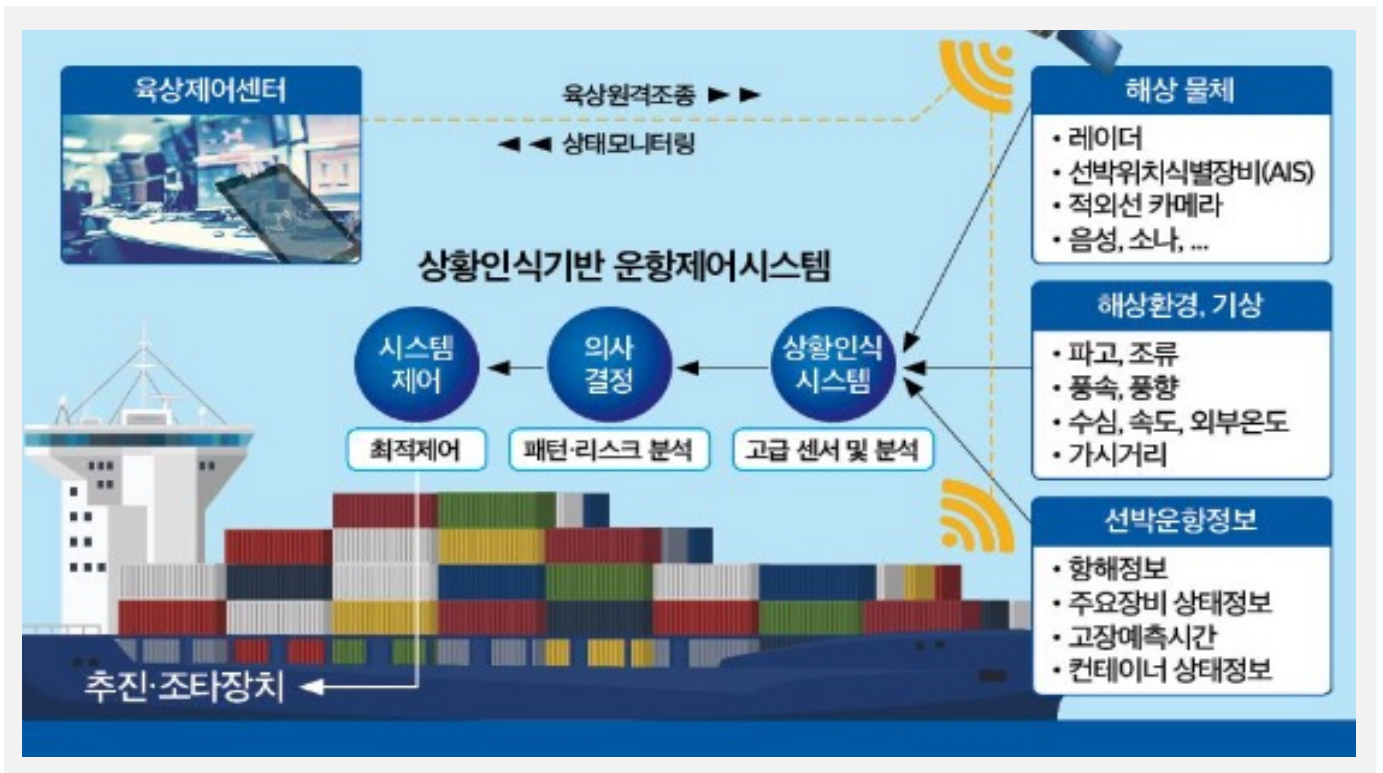 육상제어센터
육상원격조종 ►►
◄◄ 상태모니터링
상황인식기반 운항제어시스템
시스템
제어
최적제어
의사
결정
패턴·리스크 분석
상황인식
시스템
고급 센서 및 분석
해상 물체
• 레이더
• 선박위치식별장비(AIS)
• 적외선 카메라
• 음성, 소나, ...
해상환경, 기상
• 파고, 조류
• 풍속, 풍향
• 수심, 속도, 외부온도
• 가시거리
선박운항정보
• 항해정보
• 주요장비 상태정보
• 고장예측시간
• 컨테이너 상태정보
추진·조타장치